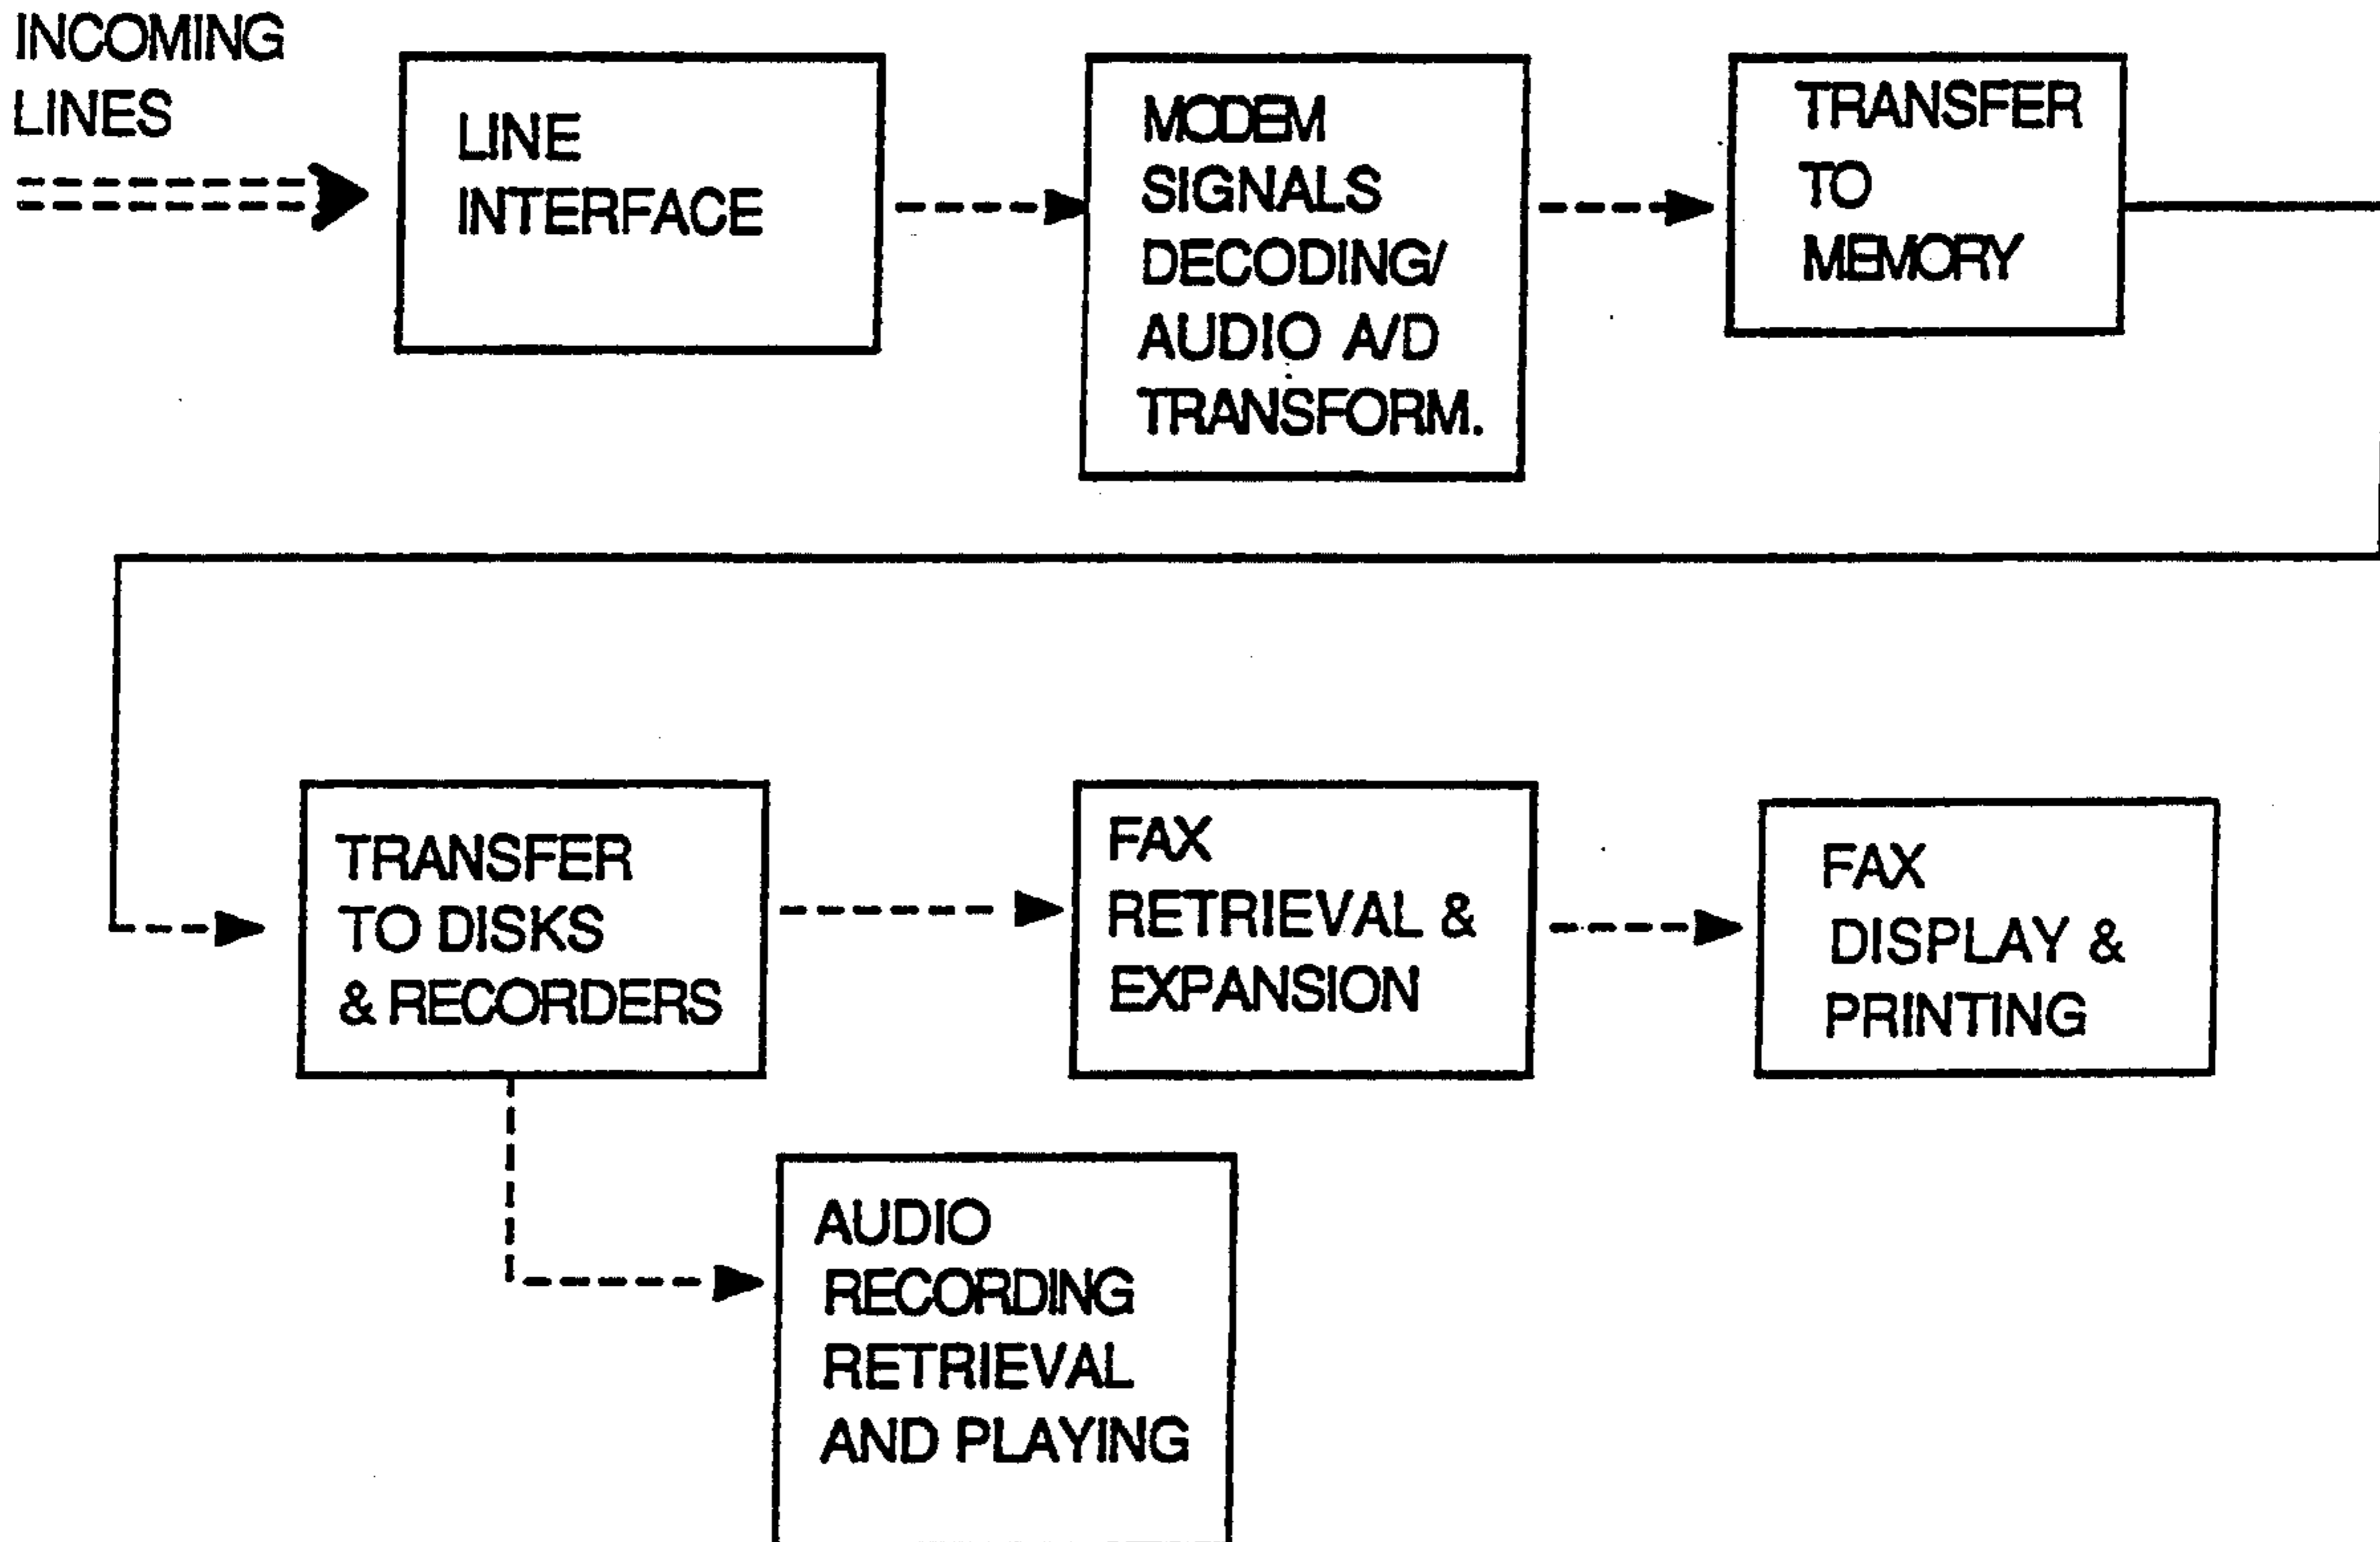 INCOMING
LINES
LINE
INTERFACE
MODEM
SIGNALS
DECODING/
AUDIO A/D
TRANSFORM.
TRANSFER
TO
MEMORY
TRANSFER
TO DISKS
& RECORDERS
FAX
RETRIEVAL &
EXPANSION
FAX
DISPLAY &
PRINTING
AUDIO
RECORDING
RETRIEVAL
AND PLAYING